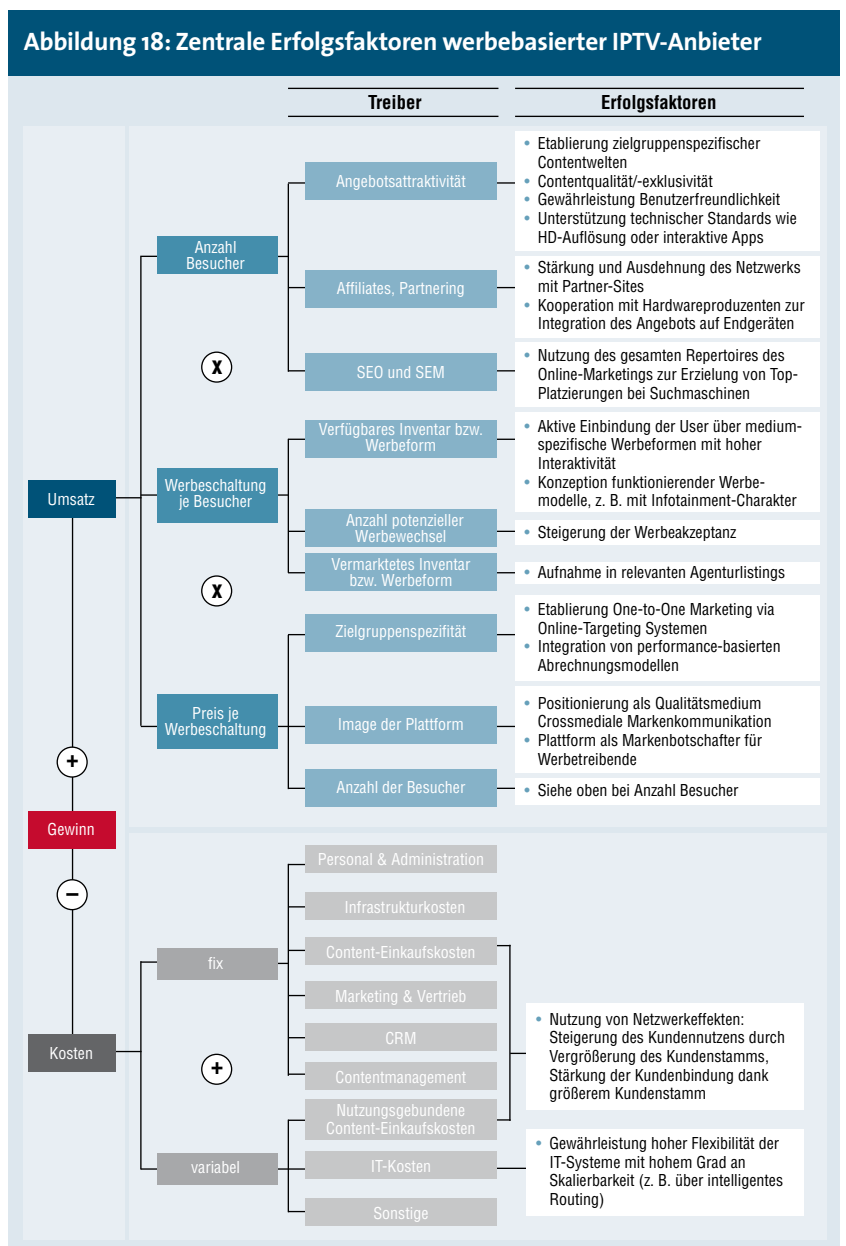 Abbildung 18: Zentrale Erfolgsfaktoren werbebasierter IPTV-Anbieter
Treiber
Erfolgsfaktoren
Umsatz
+
Gewinn
−
Kosten
Anzahl
Besucher
x
Werbeschaltung
je Besucher
x
Preis je
Werbeschaltung
Angebotsattraktivität
• Etablierung zielgruppenspezifischer
Contentwelten
• Contentqualität/-exklusivität
• Gewährleistung Benutzerfreundlichkeit
• Unterstützung technischer Standards wie
HD-Auflösung oder interaktive Apps
Affiliates, Partnering
• Stärkung und Ausdehnung des Netzwerks
mit Partner-Sites
• Kooperation mit Hardwareproduzenten zur
Integration des Angebots auf Endgeräten
SEO und SEM
• Nutzung des gesamten Repertoires des
Online-Marketings zur Erzielung von Top-
Platzierungen bei Suchmaschinen
Verfügbares Inventar bzw.
Werbeform
• Aktive Einbindung der User über medium-
spezifische Werbeformen mit hoher
Interaktivität
• Konzeption funktionierender Werbe-
modelle, z. B. mit Infotainment-Charakter
Anzahl potenzieller
Werbewechsel
• Steigerung der Werbeakzeptanz
Vermarktetes Inventar
bzw. Werbeform
• Aufnahme in relevanten Agenturlistings
Zielgruppenspezifität
• Etablierung One-to-One Marketing via
Online-Targeting Systemen
• Integration von performance-basierten
Abrechnungsmodellen
Image der Plattform
• Positionierung als Qualitätsmedium
Crossmediale Markenkommunikation
• Plattform als Markenbotschafter für
Werbetreibende
Anzahl der Besucher
• Siehe oben bei Anzahl Besucher
fix
+
variabel
Personal & Administration
Infrastrukturkosten
Content-Einkaufskosten
Marketing & Vertrieb
CRM
Contentmanagement
Nutzungsgebundene
Content-Einkaufskosten
IT-Kosten
Sonstige
• Nutzung von Netzwerkeffekten:
Steigerung des Kundennutzens durch
Vergrößerung des Kundenstamms,
Stärkung der Kundenbindung dank
größerem Kundenstamm
• Gewährleistung hoher Flexibilität der
IT-Systeme mit hohem Grad an
Skalierbarkeit (z. B. über intelligentes
Routing)